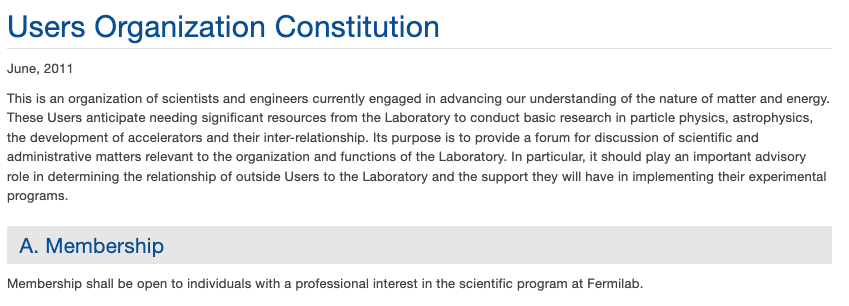 Users Organization Constitution
June, 2011
This is an organization of scientists and engineers currently engaged in advancing our understanding of the nature of matter and energy.
These Users anticipate needing significant resources from the Laboratory to conduct basic research in particle physics, astrophysics,
the development of accelerators and their inter-relationship. Its purpose is to provide a forum for discussion of scientific and
administrative matters relevant to the organization and functions of the Laboratory. In particular, it should play an important advisory
role in determining the relationship of outside Users to the Laboratory and the support they will have in implementing their experimental
programs.
A. Membership
Membership shall be open to individuals with a professional interest in the scientific program at Fermilab.